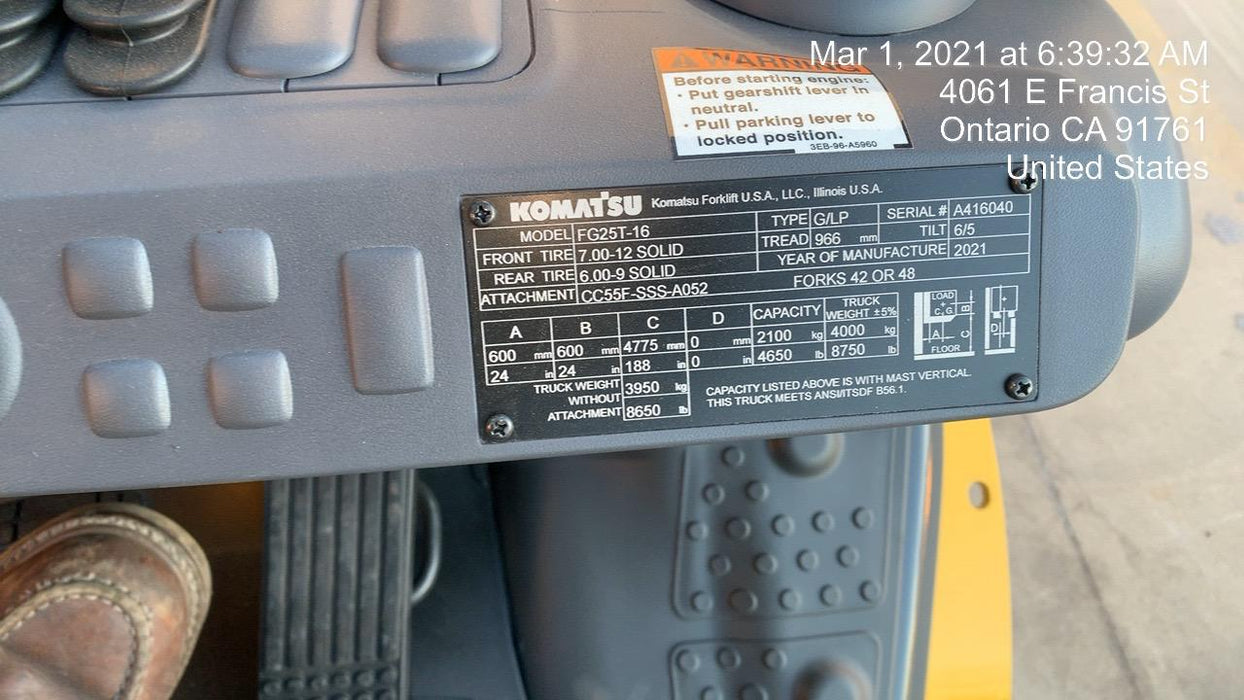 Mar 1, 2021 at 6:39:32 AM
4061 E Francis St
Ontario CA 91761
United States
WARNING
Before starting engine:
· Put gearshift lever in
neutral.
· Pull parking lever to
locked position.
3EB-96-A5960
KOMATSU Komatsu Forklift U.S.A., LLC., Illinois U.S.A.
MODEL FG25T-16 TYPE G/LP SERIAL # A416040
FRONT TIRE 7.00-12 SOLID TREAD 966 mm TILT 6/5
REAR TIRE 6.00-9 SOLID YEAR OF MANUFACTURE 2021
ATTACHMENT CC55F-SSS-A052 FORKS 42 OR 48
A B C D CAPACITY TRUCK WEIGHT ±5%
600 mm 600 mm 4775 mm 0 mm 2100 kg 4000 kg
24 in 24 in 188 in 0 in 4650 lb 8750 lb
TRUCK WEIGHT 3950 kg
WITHOUT
ATTACHMENT 8650 lb
CAPACITY LISTED ABOVE IS WITH MAST VERTICAL.
THIS TRUCK MEETS ANSI/ITSDF B56.1.
LOAD
C.G
B
A
C
D
FLOOR